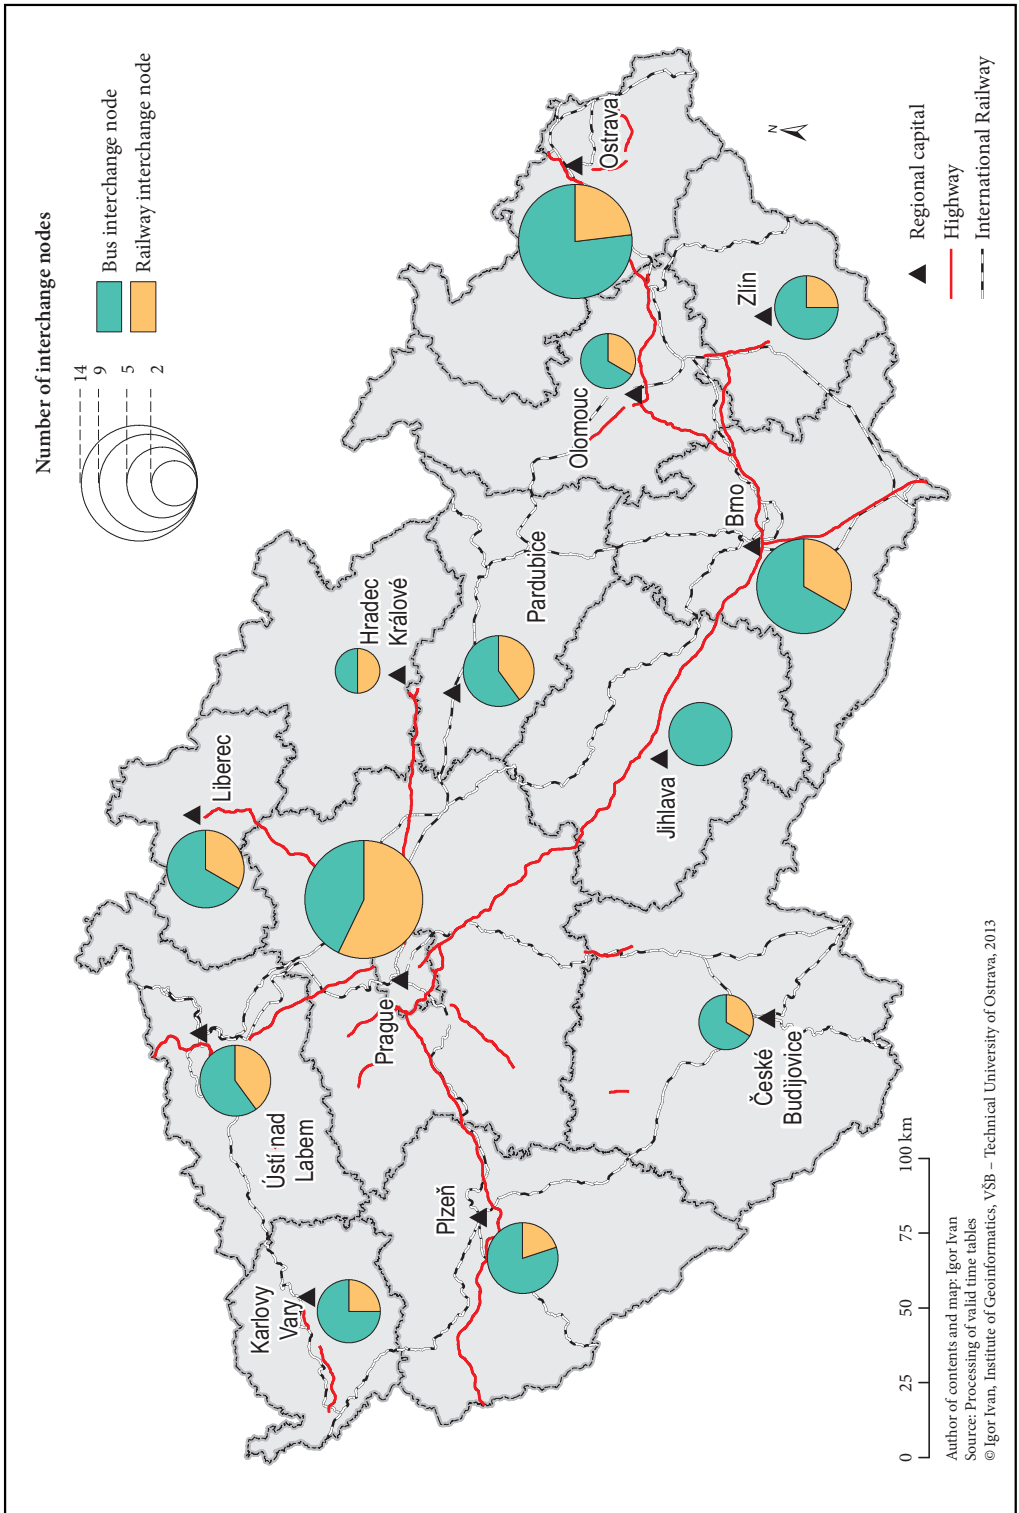 Number of interchange nodes
14
9
5
2
Bus interchange node
Railway interchange node
Liberec
Hradec
Králové
Ústí nad
Labem
Karlovy
Vary
Prague
Pardubice
Plzeň
Olomouc
Ostrava
Zlín
Brno
Jihlava
České
Budijovice
N
Regional capital
Highway
International Railway
0 25 50 75 100 km
Author of contents and map: Igor Ivan
Source: Processing of valid time tables
© Igor Ivan, Institute of Geoinformatics, VŠB – Technical University of Ostrava, 2013